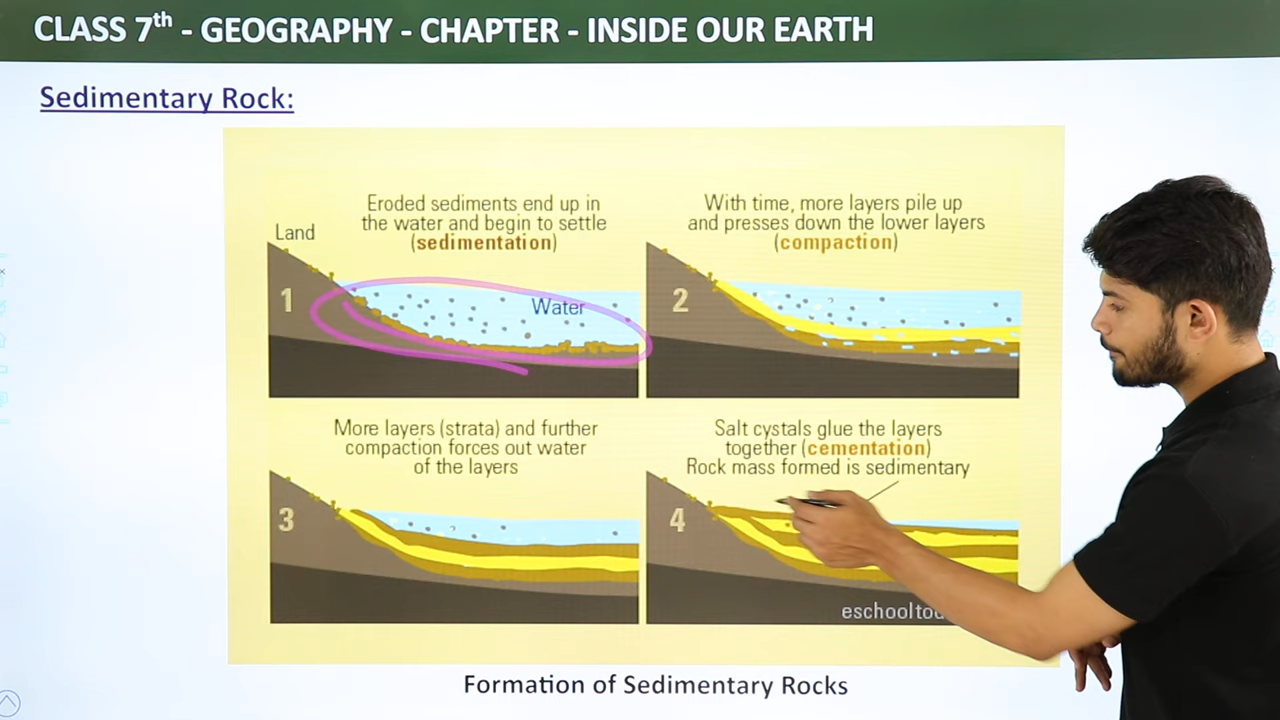 CLASS 7th - GEOGRAPHY - CHAPTER - INSIDE OUR EARTH
Sedimentary Rock:
Eroded sediments end up in
the water and begin to settle
(sedimentation)
Land
1
Water
With time, more layers pile up
and presses down the lower layers
(compaction)
2
More layers (strata) and further
compaction forces out water
of the layers
3
Salt cystals glue the layers
together (cementation)
Rock mass formed is sedimentary
4
Formation of Sedimentary Rocks